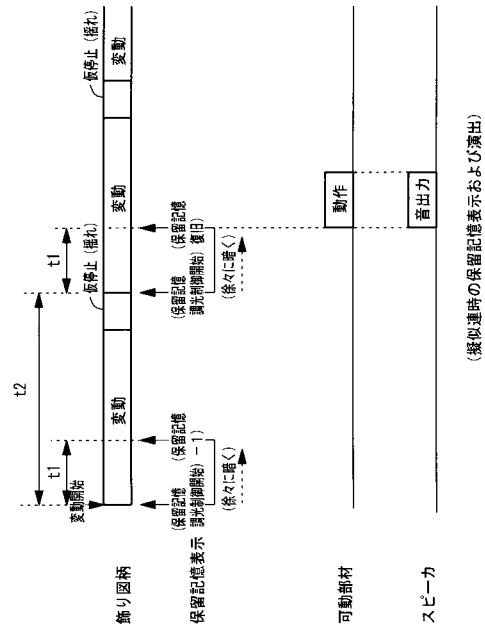 飾り図柄
変動開始
t1
t2
変動
仮停止（揺れ）
t1
変動
仮停止（揺れ）
変動
保留記憶表示
（保留記憶
調光制御開始）
（保留記憶
－１）
（徐々に暗く）
（保留記憶
調光制御開始）
（保留記憶
復旧）
（徐々に暗く）
可動部材
動作
スピーカ
音出力
（擬似連時の保留記憶表示および演出）